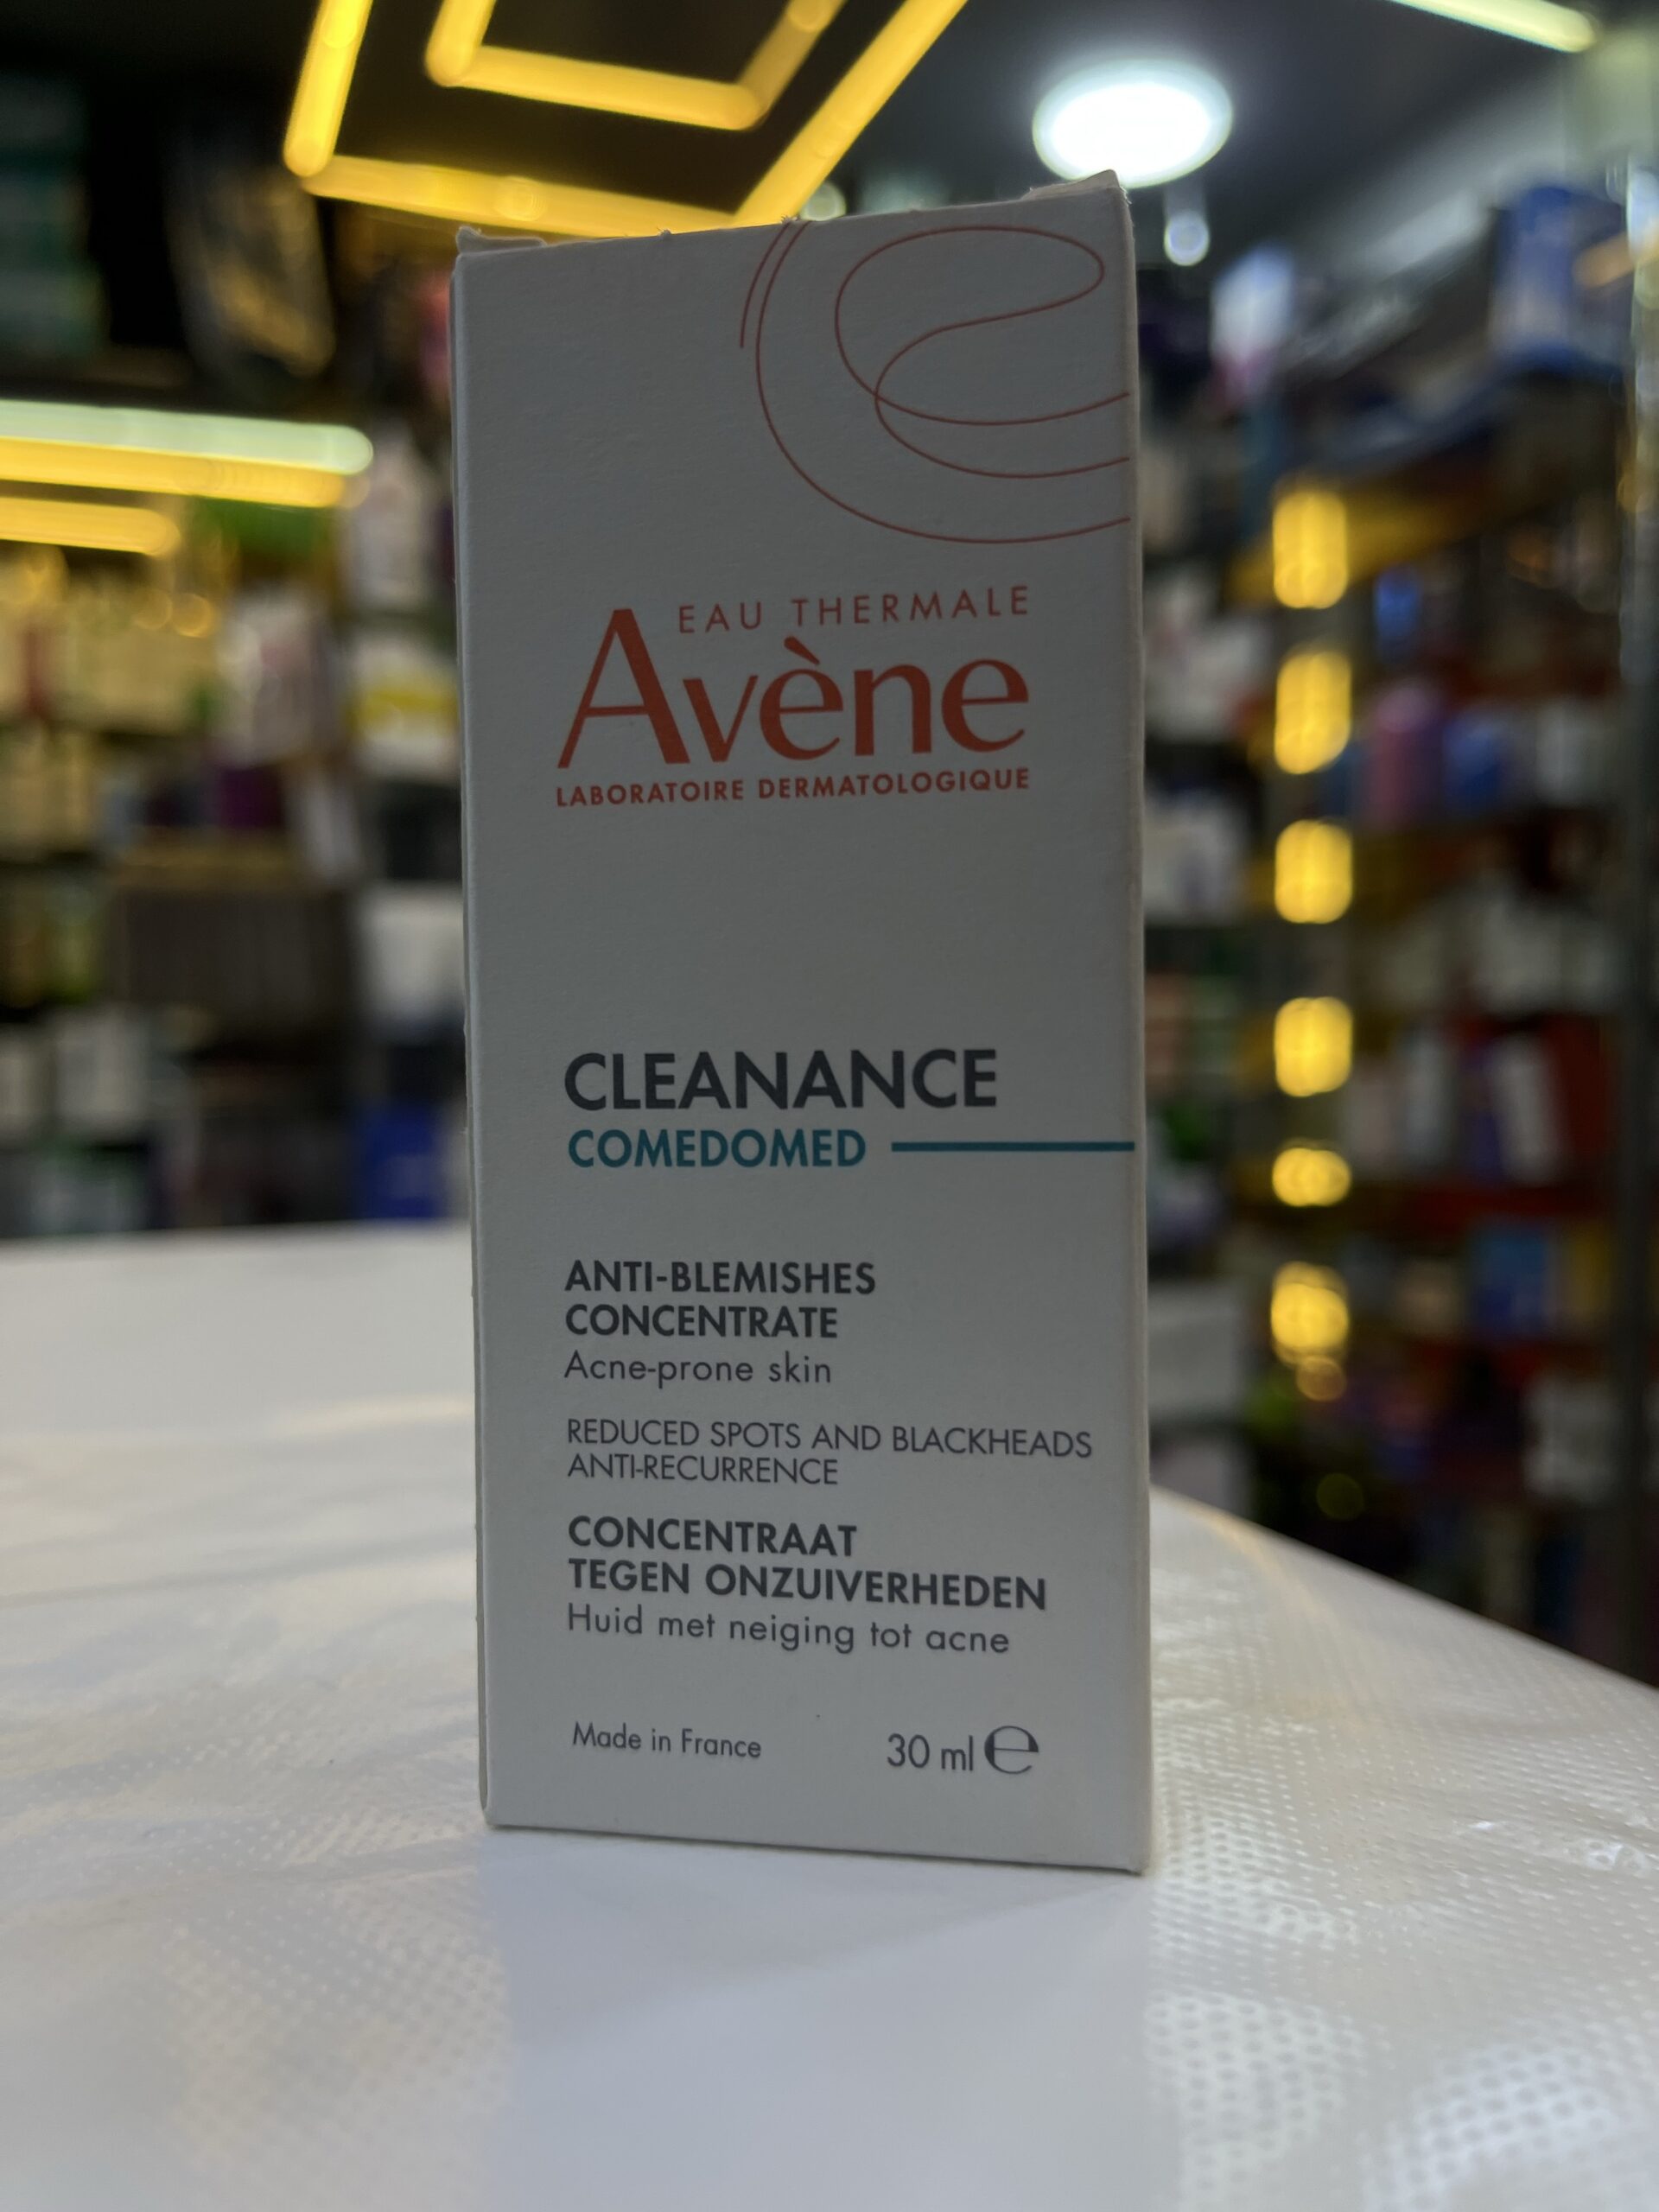 EAU THERMALE
Avène
LABORATOIRE DERMATOLOGIQUE
CLEANANCE
COMEDOMED
ANTI-BLEMISHES
CONCENTRATE
Acne-prone skin
REDUCED SPOTS AND BLACKHEADS
ANTI-RECURRENCE
CONCENTRAAT
TEGEN ONZUIVERHEDEN
Huid met neiging tot acne
Made in France
30 ml ℮